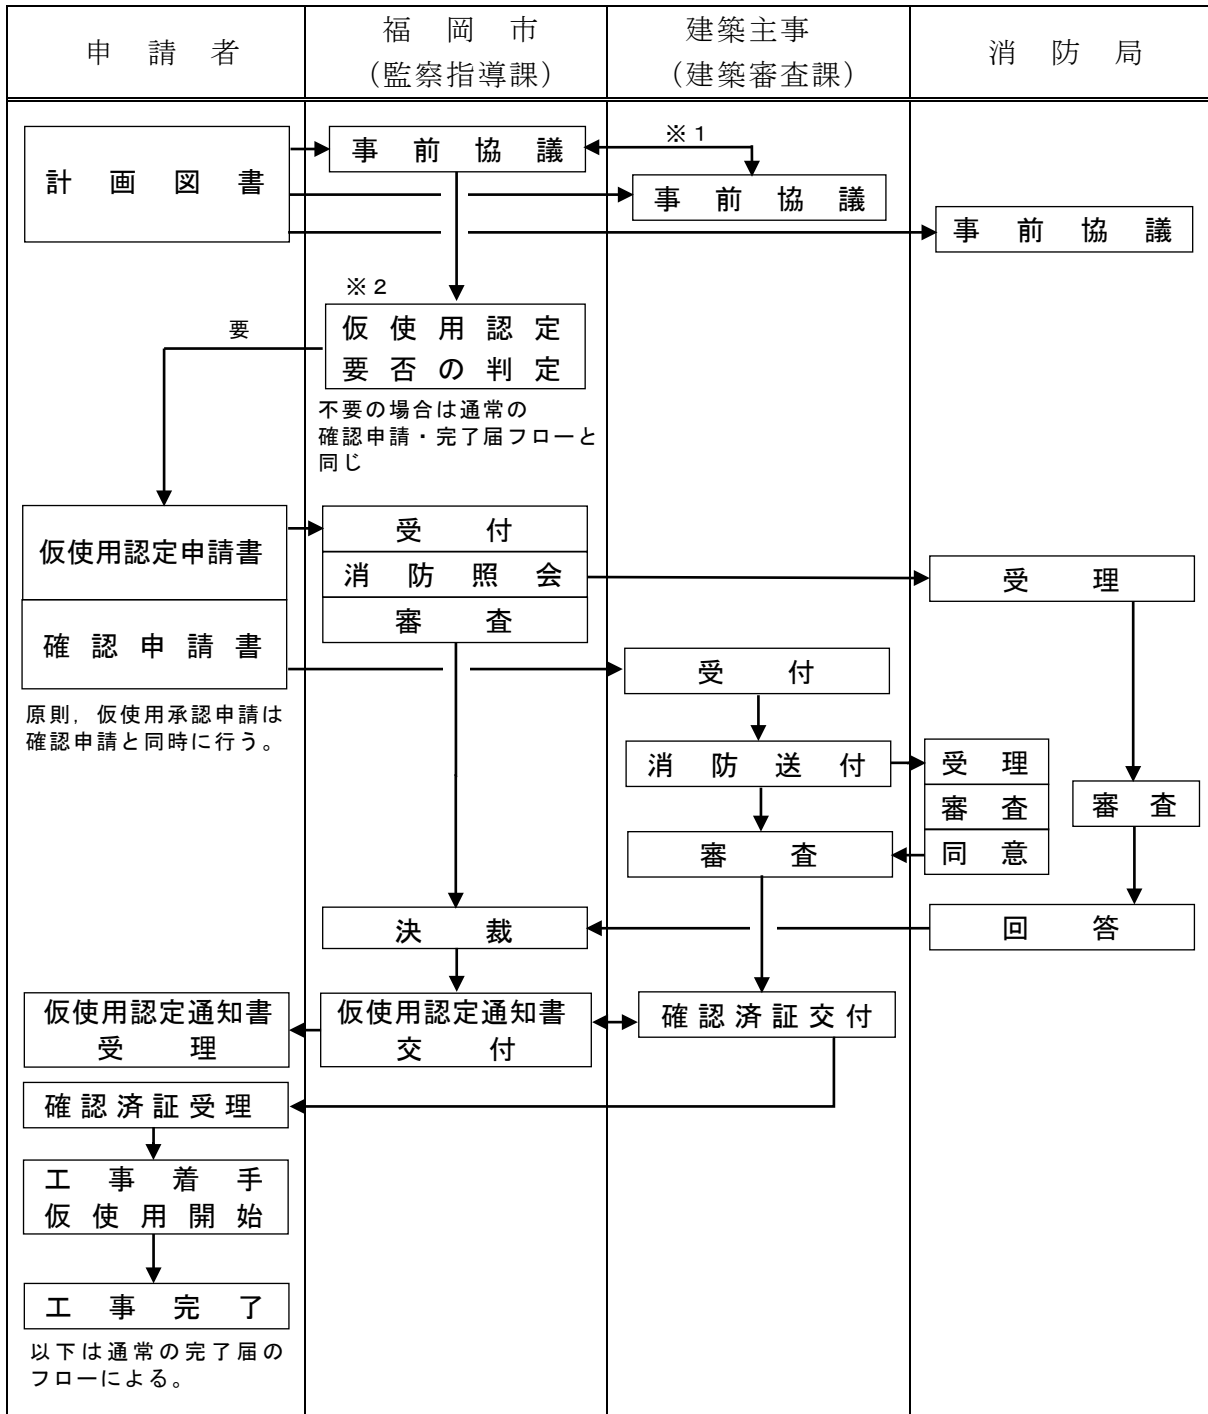 申請者
福岡市
(監察指導課)
建築主事
(建築審査課)
消防局
計画図書
事前協議
※1
事前協議
事前協議
※2
仮使用認定
要否の判定
要
不要の場合は通常の
確認申請・完了届フローと
同じ
仮使用認定申請書
確認申請書
原則，仮使用承認申請は
確認申請と同時に行う。
受付
消防照会
審査
受理
受付
消防送付
審査
受理
審査
同意
審査
回答
決裁
仮使用認定通知書
受理
仮使用認定通知書
交付
確認済証交付
確認済証受理
工事着手
仮使用開始
工事完了
以下は通常の完了届の
フローによる。